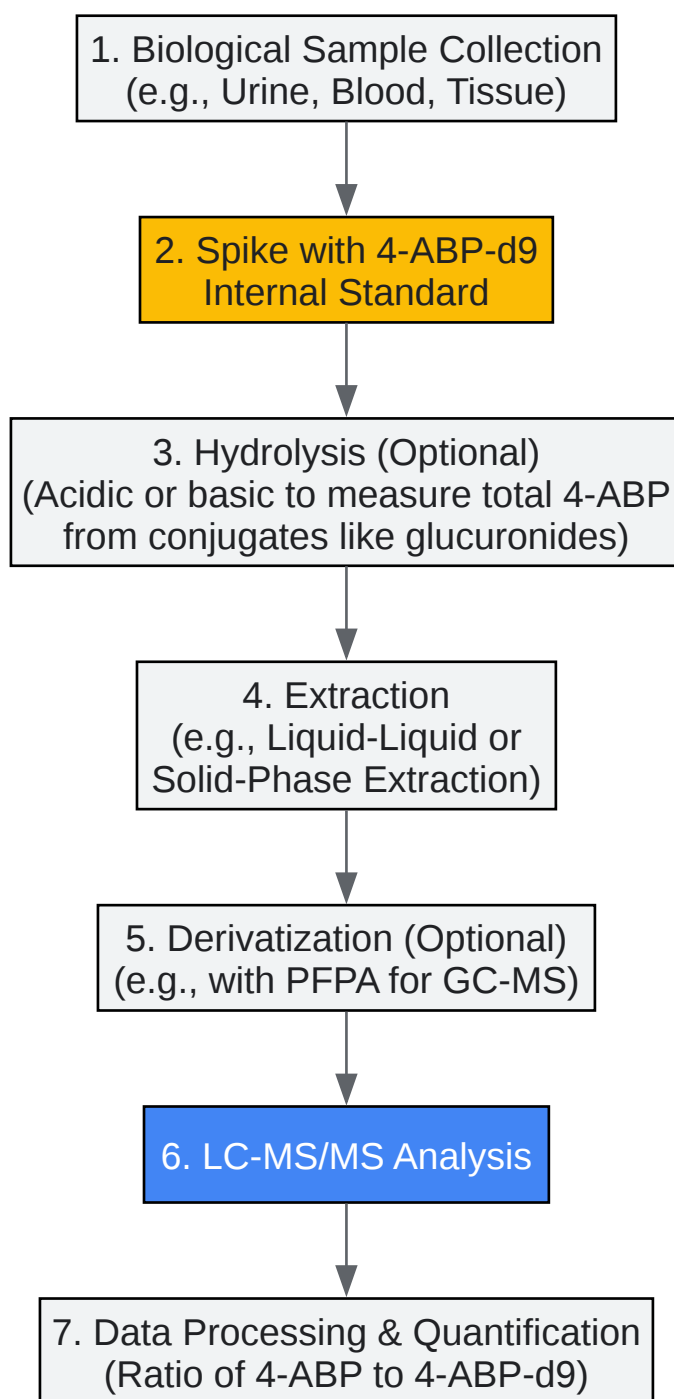 1. Biological Sample Collection
(e.g., Urine, Blood, Tissue)
2. Spike with 4-ABP-d9
Internal Standard
3. Hydrolysis (Optional)
(Acidic or basic to measure total 4-ABP
from conjugates like glucuronides)
4. Extraction
(e.g., Liquid-Liquid or
Solid-Phase Extraction)
5. Derivatization (Optional)
(e.g., with PFPA for GC-MS)
6. LC-MS/MS Analysis
7. Data Processing & Quantification
(Ratio of 4-ABP to 4-ABP-d9)